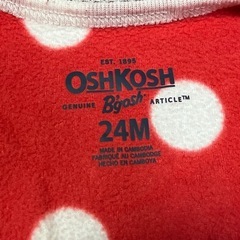 EST. 1895
OSHKOSH
GENUINE B'gosh ARTICLE™
24M
MADE IN CAMBODIA
FABRIQUÉ AU CAMBODGE
HECHO EN CAMBOYA